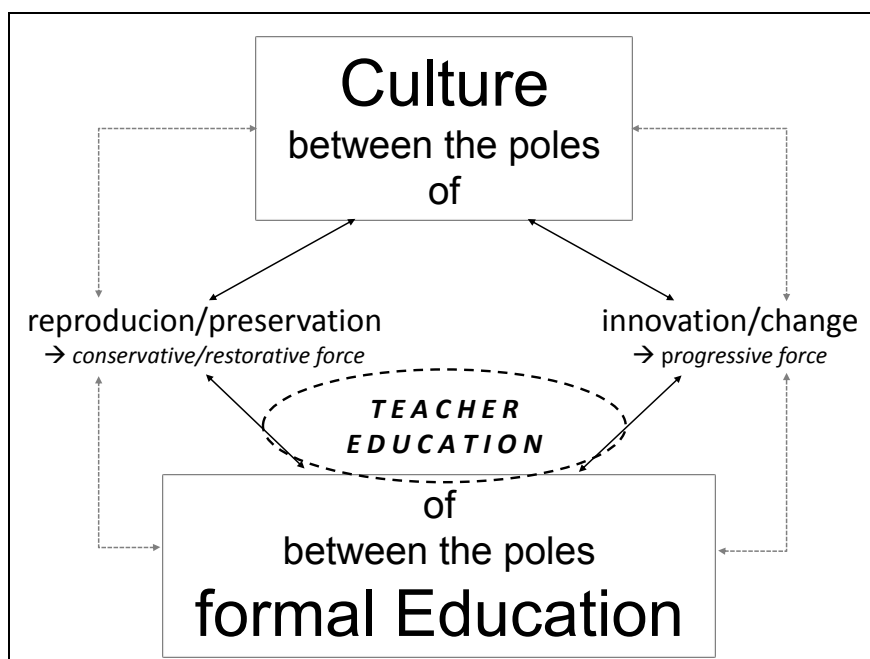 Culture
between the poles
of
reproducion/preservation
→ conservative/restorative force
innovation/change
→ progressive force
TEACHER
EDUCATION
of
between the poles
formal Education